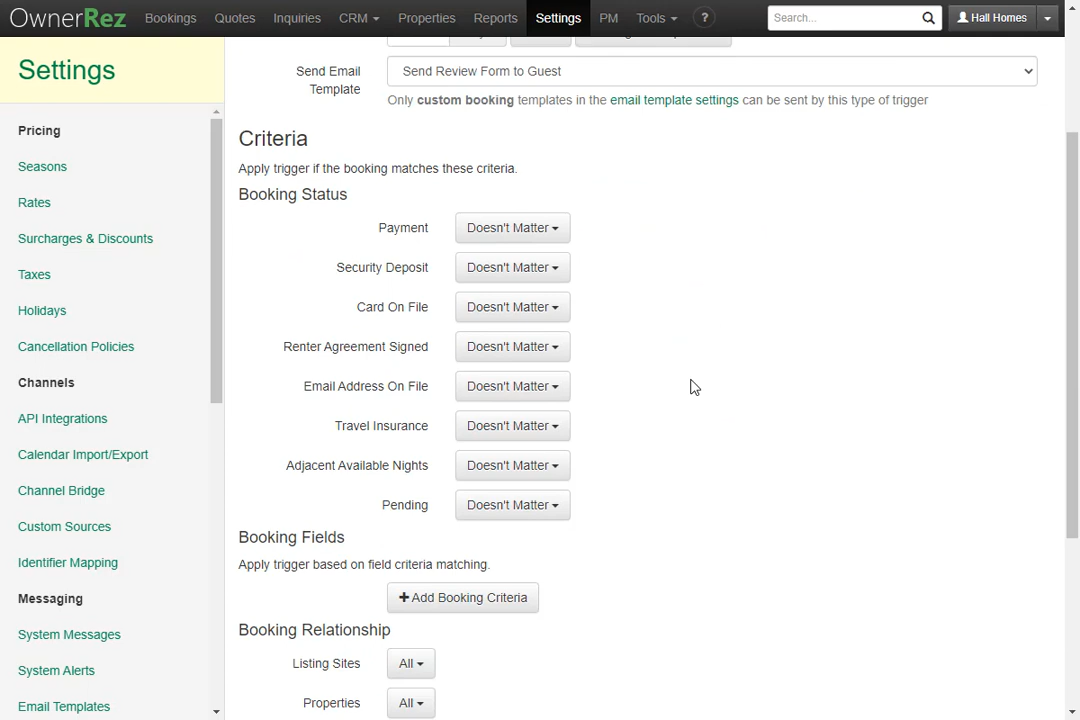 OwnerRez Bookings Quotes Inquiries CRM Properties Reports Settings PM Tools ? Search... Hall Homes
Settings
Pricing
Seasons
Rates
Surcharges & Discounts
Taxes
Holidays
Cancellation Policies
Channels
API Integrations
Calendar Import/Export
Channel Bridge
Custom Sources
Identifier Mapping
Messaging
System Messages
System Alerts
Email Templates
Send Email
Template
Send Review Form to Guest
Only custom booking templates in the email template settings can be sent by this type of trigger
Criteria
Apply trigger if the booking matches these criteria.
Booking Status
Payment Doesn't Matter
Security Deposit Doesn't Matter
Card On File Doesn't Matter
Renter Agreement Signed Doesn't Matter
Email Address On File Doesn't Matter
Travel Insurance Doesn't Matter
Adjacent Available Nights Doesn't Matter
Pending Doesn't Matter
Booking Fields
Apply trigger based on field criteria matching.
+ Add Booking Criteria
Booking Relationship
Listing Sites All
Properties All